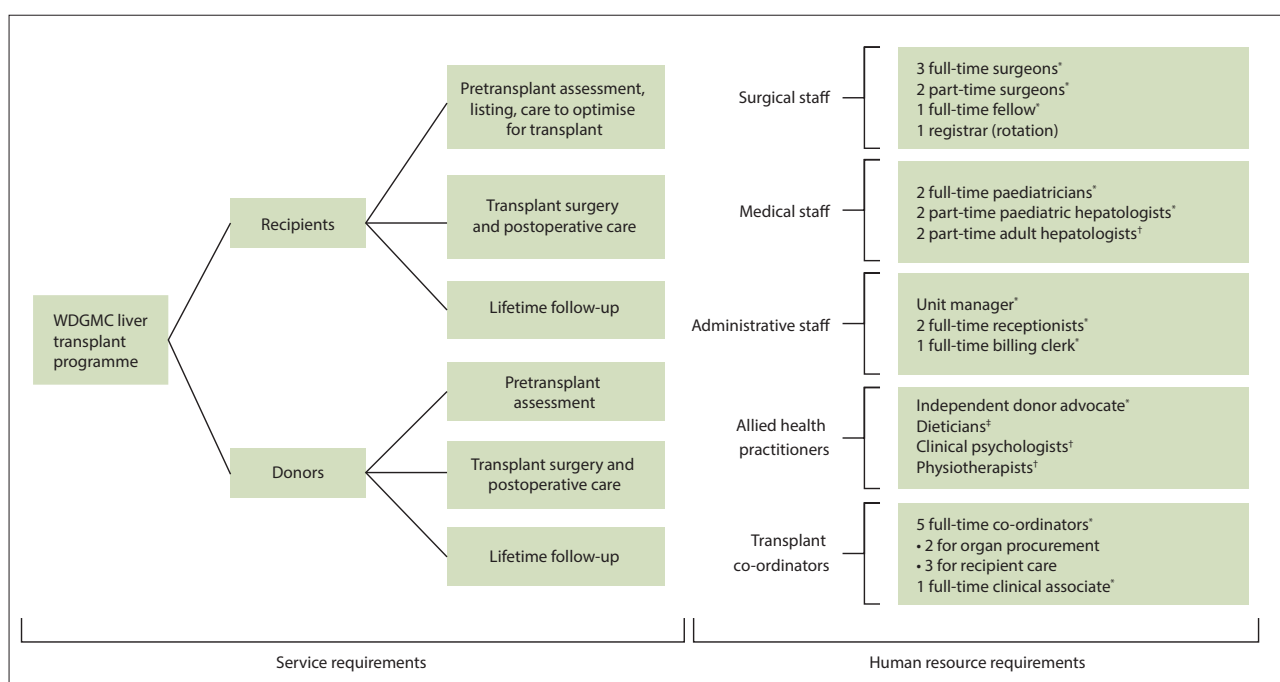 WDGMC liver
transplant
programme
Recipients
Donors
Pretransplant assessment,
listing, care to optimise
for transplant
Transplant surgery
and postoperative care
Lifetime follow-up
Pretransplant
assessment
Transplant surgery and
postoperative care
Lifetime follow-up
Service requirements
Surgical staff
3 full-time surgeons*
2 part-time surgeons*
1 full-time fellow*
1 registrar (rotation)
Medical staff
2 full-time paediatricians*
2 part-time paediatric hepatologists*
2 part-time adult hepatologists†
Administrative staff
Unit manager*
2 full-time receptionists*
1 full-time billing clerk*
Allied health
practitioners
Independent donor advocate*
Dieticians‡
Clinical psychologists†
Physiotherapists†
Transplant
co-ordinators
5 full-time co-ordinators*
• 2 for organ procurement
• 3 for recipient care
1 full-time clinical associate*
Human resource requirements